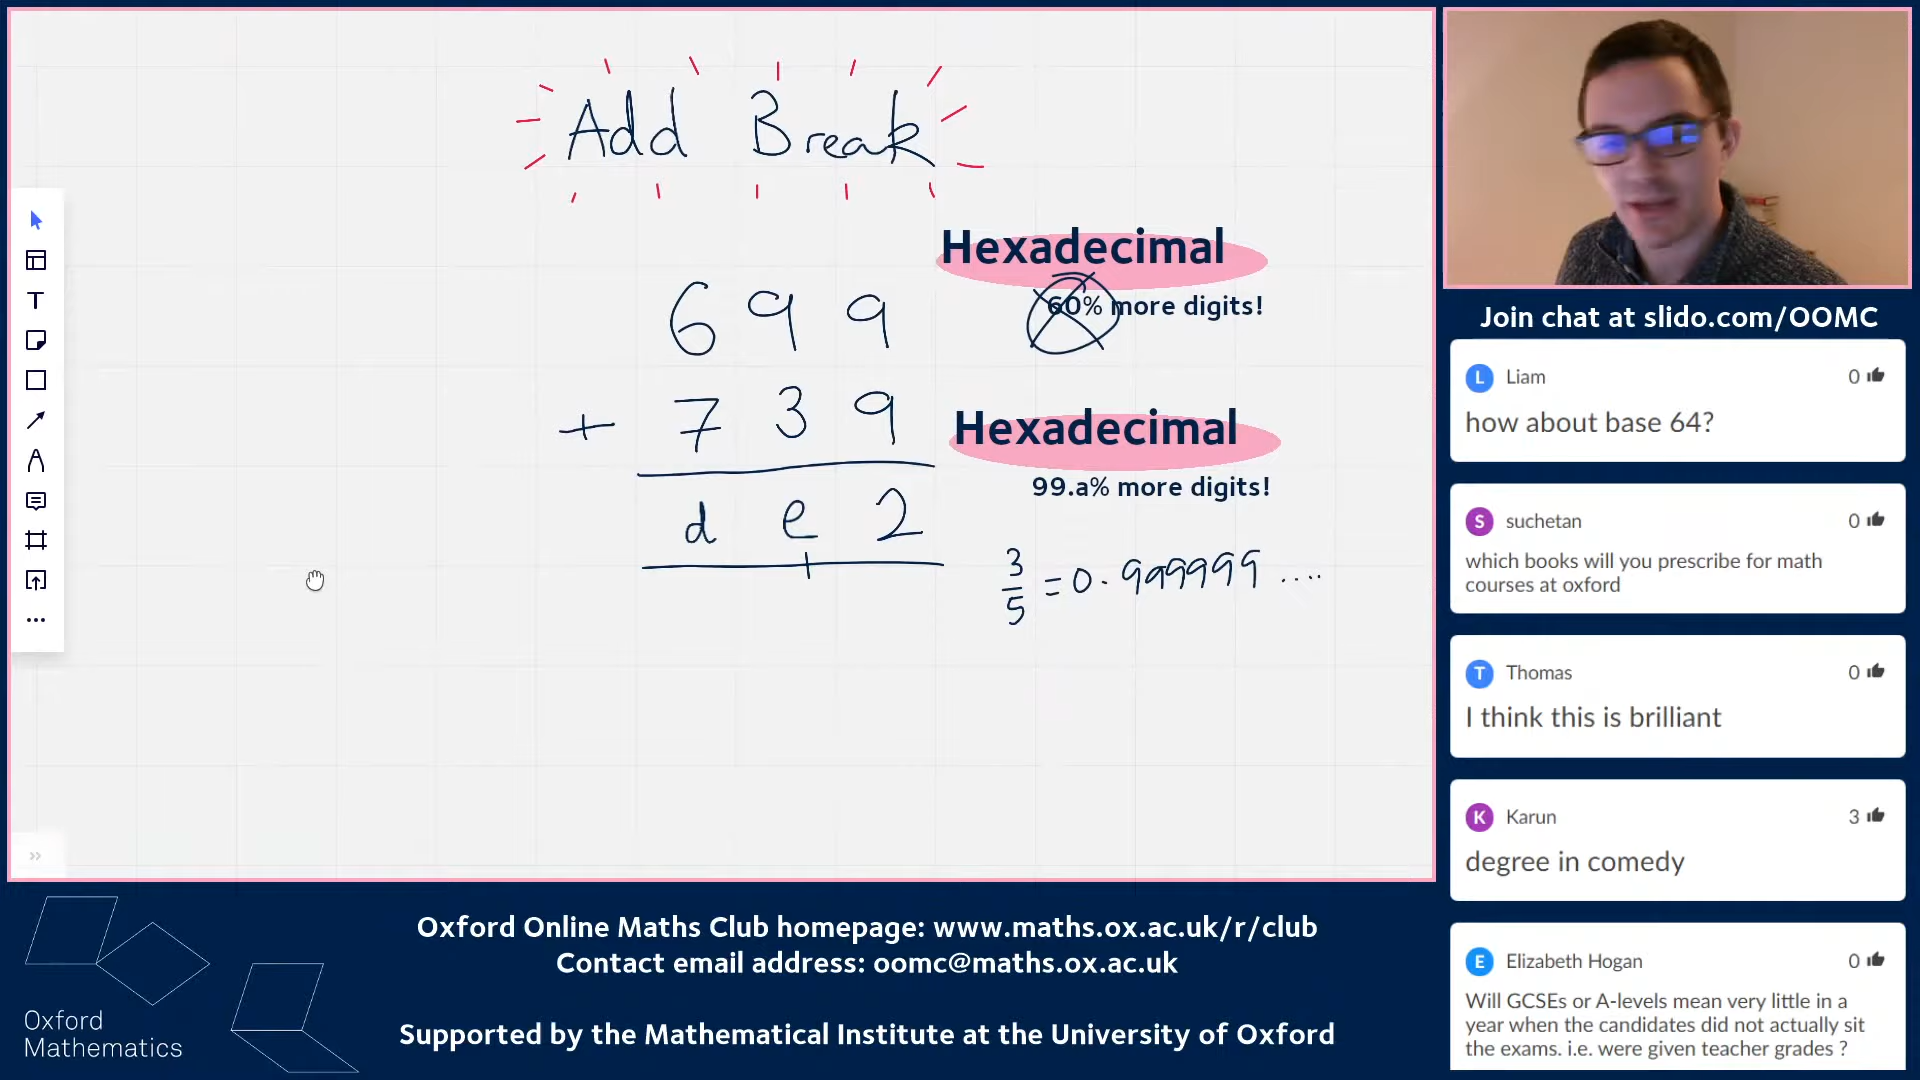 Add Break
Hexadecimal
60% more digits!
6 9 9
+ 7 3 9
d e 2
Hexadecimal
99.a% more digits!
3/5 = 0.999999 ....
T
Join chat at slido.com/OOMC
L Liam 0
how about base 64?
S suchetan 0
which books will you prescribe for math
courses at oxford
T Thomas 0
I think this is brilliant
K Karun 3
degree in comedy
E Elizabeth Hogan 0
Will GCSEs or A-levels mean very little in a
year when the candidates did not actually sit
the exams. i.e. were given teacher grades ?
Oxford
Mathematics
Oxford Online Maths Club homepage: www.maths.ox.ac.uk/r/club
Contact email address: oomc@maths.ox.ac.uk
Supported by the Mathematical Institute at the University of Oxford